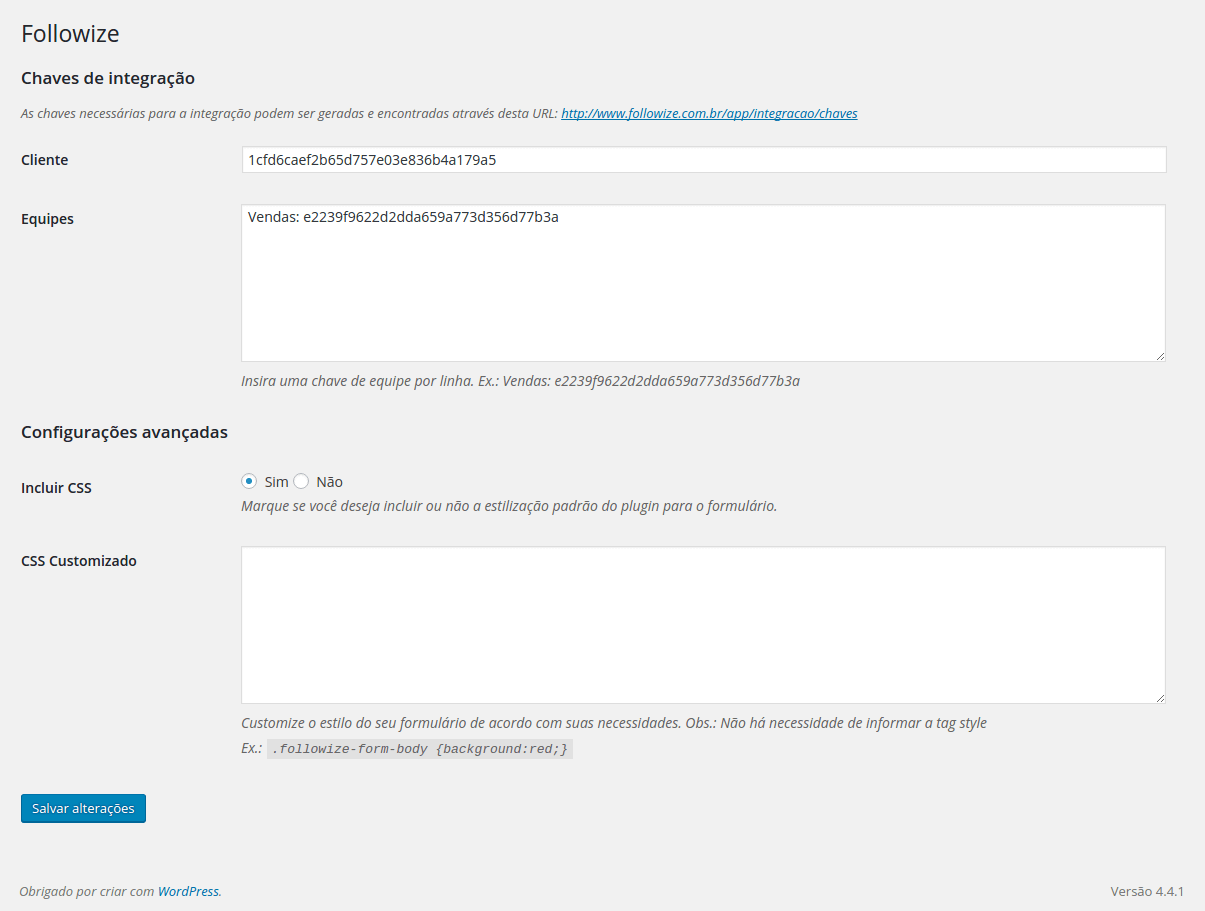 Followize
Chaves de integração
As chaves necessárias para a integração podem ser geradas e encontradas através desta URL: http://www.followize.com.br/app/integracao/chaves
Cliente
1cfd6caef2b65d757e03e836b4a179a5
Equipes
Vendas: e2239f9622d2dda659a773d356d77b3a
Insira uma chave de equipe por linha. Ex.: Vendas: e2239f9622d2dda659a773d356d77b3a
Configurações avançadas
Incluir CSS
Sim Não
Marque se você deseja incluir ou não a estilização padrão do plugin para o formulário.
CSS Customizado
Customize o estilo do seu formulário de acordo com suas necessidades. Obs.: Não há necessidade de informar a tag style
Ex.: .followize-form-body {background:red;}
Salvar alterações
Obrigado por criar com WordPress.
Versão 4.4.1